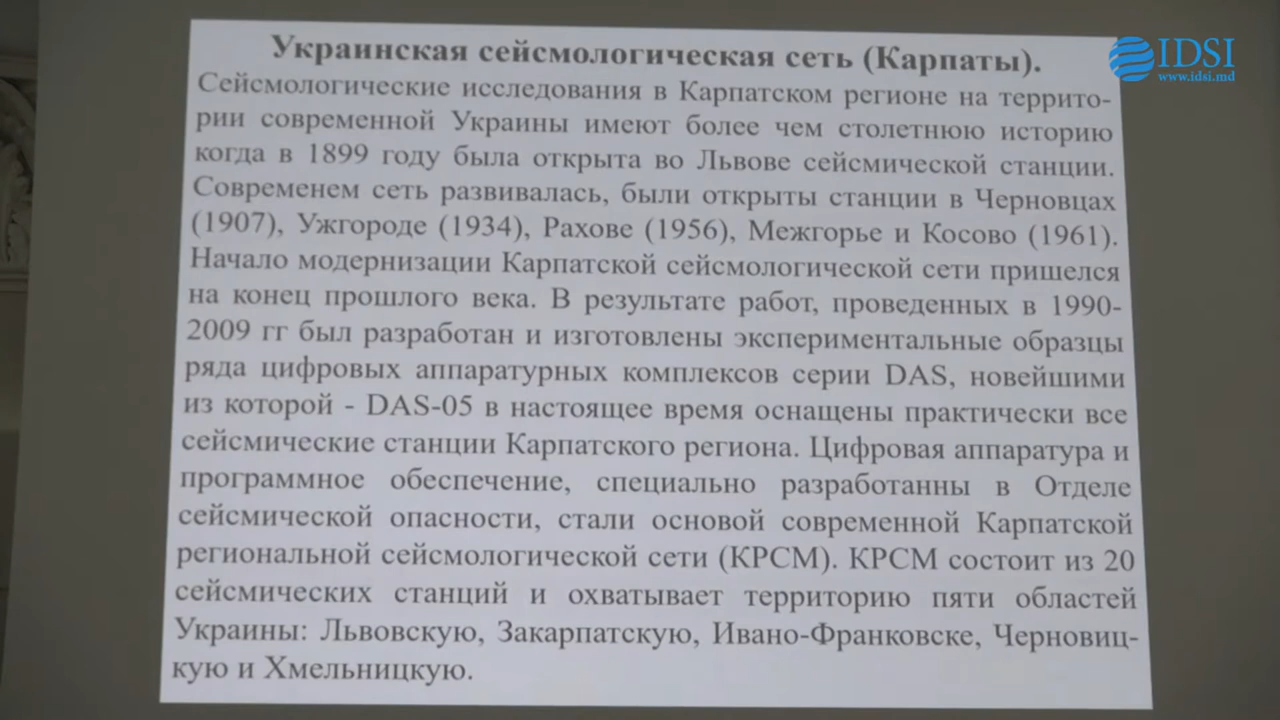 Украинская сейсмологическая сеть (Карпаты).
IDSI
www.idsi.md
Сейсмологические исследования в Карпатском регионе на террито-
рии современной Украины имеют более чем столетнюю историю
когда в 1899 году была открыта во Львове сейсмической станции.
Современем сеть развивалась, были открыты станции в Черновцах
(1907), Ужгороде (1934), Рахове (1956), Межгорье и Косово (1961).
Начало модернизации Карпатской сейсмологической сети пришелся
на конец прошлого века. В результате работ, проведенных в 1990-
2009 гг был разработан и изготовлены экспериментальные образцы
ряда цифровых аппаратурных комплексов серии DAS, новейшими
из которой - DAS-05 в настоящее время оснащены практически все
сейсмические станции Карпатского региона. Цифровая аппаратура и
программное обеспечение, специально разработанны в Отделе
сейсмической опасности, стали основой современной Карпатской
региональной сейсмологической сети (КРСМ). КРСМ состоит из 20
сейсмических станций и охватывает территорию пяти областей
Украины: Львовскую, Закарпатскую, Ивано-Франковске, Черновиц-
кую и Хмельницкую.